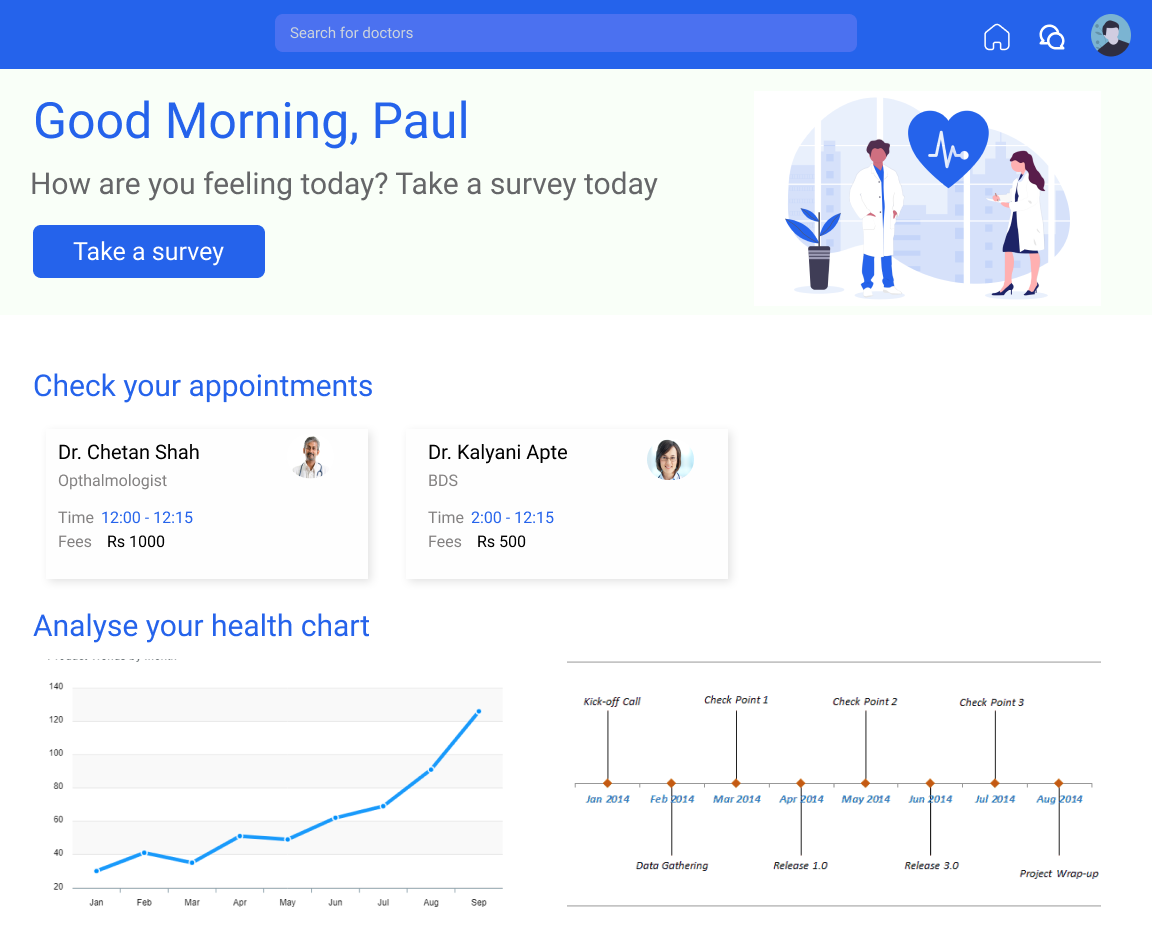 Search for doctors
Good Morning, Paul
How are you feeling today? Take a survey today
Take a survey
Check your appointments
Dr. Chetan Shah
Opthalmologist
Time 12:00 - 12:15
Fees Rs 1000
Dr. Kalyani Apte
BDS
Time 2:00 - 12:15
Fees Rs 500
Analyse your health chart
140
120
100
80
60
40
20
Jan Feb Mar Apr May Jun Jul Aug Sep
Kick-off Call Check Point 1 Check Point 2 Check Point 3
Jan 2014 Feb 2014 Mar 2014 Apr 2014 May 2014 Jun 2014 Jul 2014 Aug 2014
Data Gathering Release 1.0 Release 3.0 Project Wrap-up